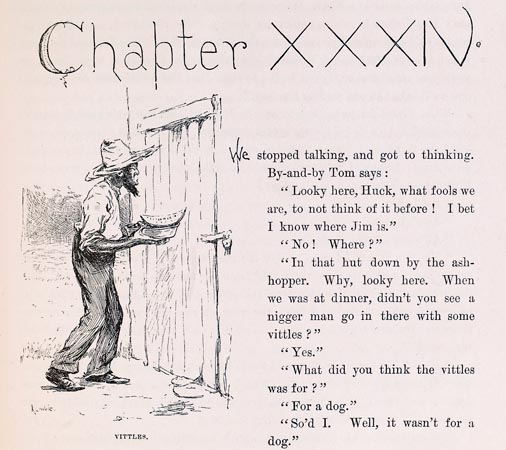 Chapter XXXIV.
We stopped talking, and got to thinking.
By-and-by Tom says :
“ Looky here, Huck, what fools we
are, to not think of it before ! I bet
I know where Jim is.”
“ No ! Where ? ”
“ In that hut down by the ash-
hopper. Why, looky here. When
we was at dinner, didn't you see a
nigger man go in there with some
vittles ? ”
“ Yes.”
“ What did you think the vittles
was for ? ”
“ For a dog.”
“ So'd I. Well, it wasn't for a
dog.”
VITTLES.